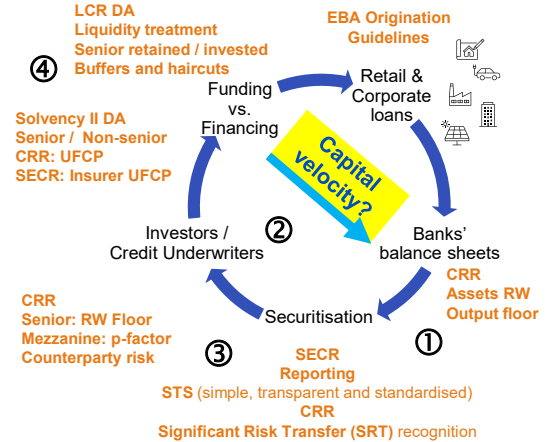 LCR DA
Liquidity treatment
Senior retained / invested
Buffers and haircuts
④
EBA Origination
Guidelines
Funding
vs.
Financing
Retail &
Corporate
loans
Solvency II DA
Senior / Non-senior
CRR: UFCP
SECR: Insurer UFCP
Capital
velocity?
Investors /
Credit Underwriters
②
Banks'
balance sheets
CRR
Assets RW
Output floor
CRR
Senior: RW Floor
Mezzanine: p-factor
Counterparty risk
Securitisation
①
③
SECR
Reporting
STS (simple, transparent and standardised)
CRR
Significant Risk Transfer (SRT) recognition